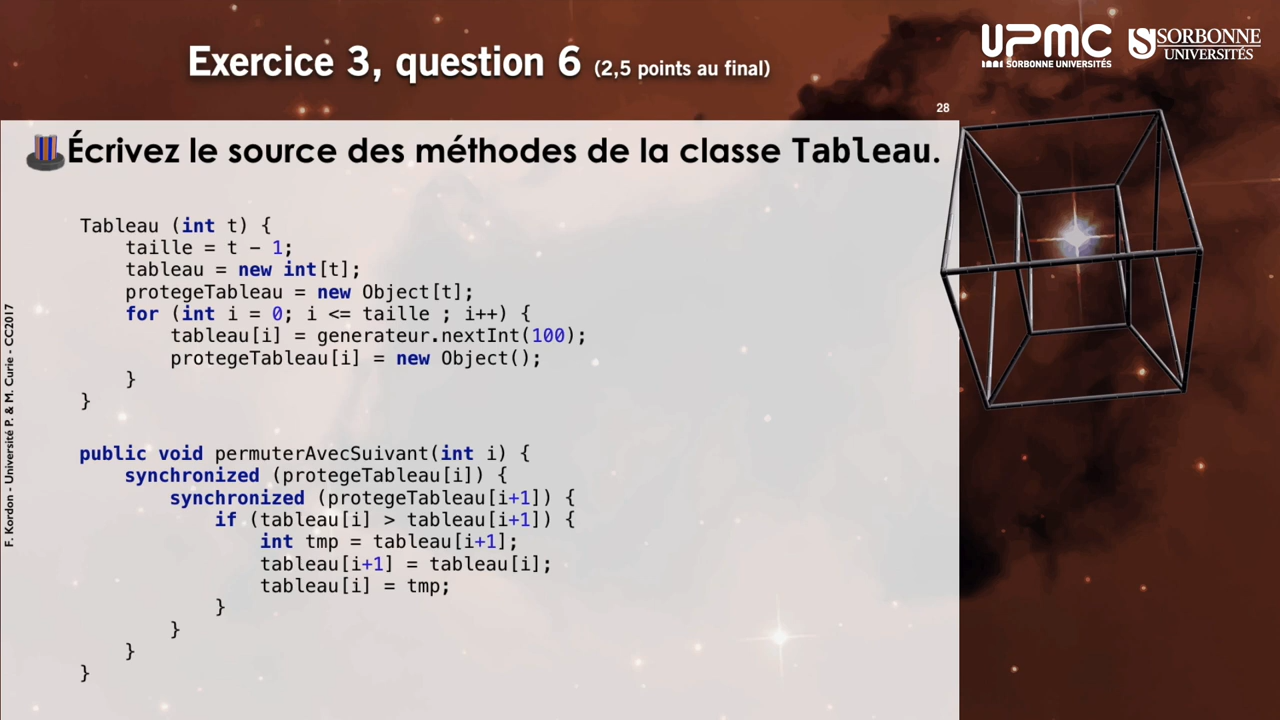 Exercice 3, question 6 (2,5 points au final)
UPMC
SORBONNE UNIVERSITÉS
SORBONNE
UNIVERSITÉS
28
Écrivez le source des méthodes de la classe Tableau.
Tableau (int t) {
    taille = t - 1;
    tableau = new int[t];
    protegeTableau = new Object[t];
    for (int i = 0; i <= taille ; i++) {
        tableau[i] = generateur.nextInt(100);
        protegeTableau[i] = new Object();
    }
}
public void permuterAvecSuivant(int i) {
    synchronized (protegeTableau[i]) {
        synchronized (protegeTableau[i+1]) {
            if (tableau[i] > tableau[i+1]) {
                int tmp = tableau[i+1];
                tableau[i+1] = tableau[i];
                tableau[i] = tmp;
            }
        }
    }
}
F. Kordon - Université P. & M. Curie - CC2017